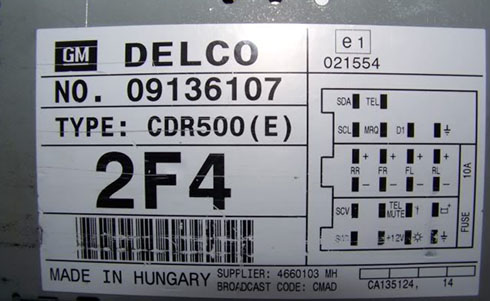 GM DELCO
NO. 09136107
TYPE: CDR500(E)
2F4
MADE IN HUNGARY
SUPPLIER: 4660103 MH
BROADCAST CODE: CMAD
e1
021554
SDA TEL
SCL MRQ D1
+ + + +
RR FR FL RL
- - - -
10A
FUSE
SCV TEL MUTE
+12V
CA135124, 14